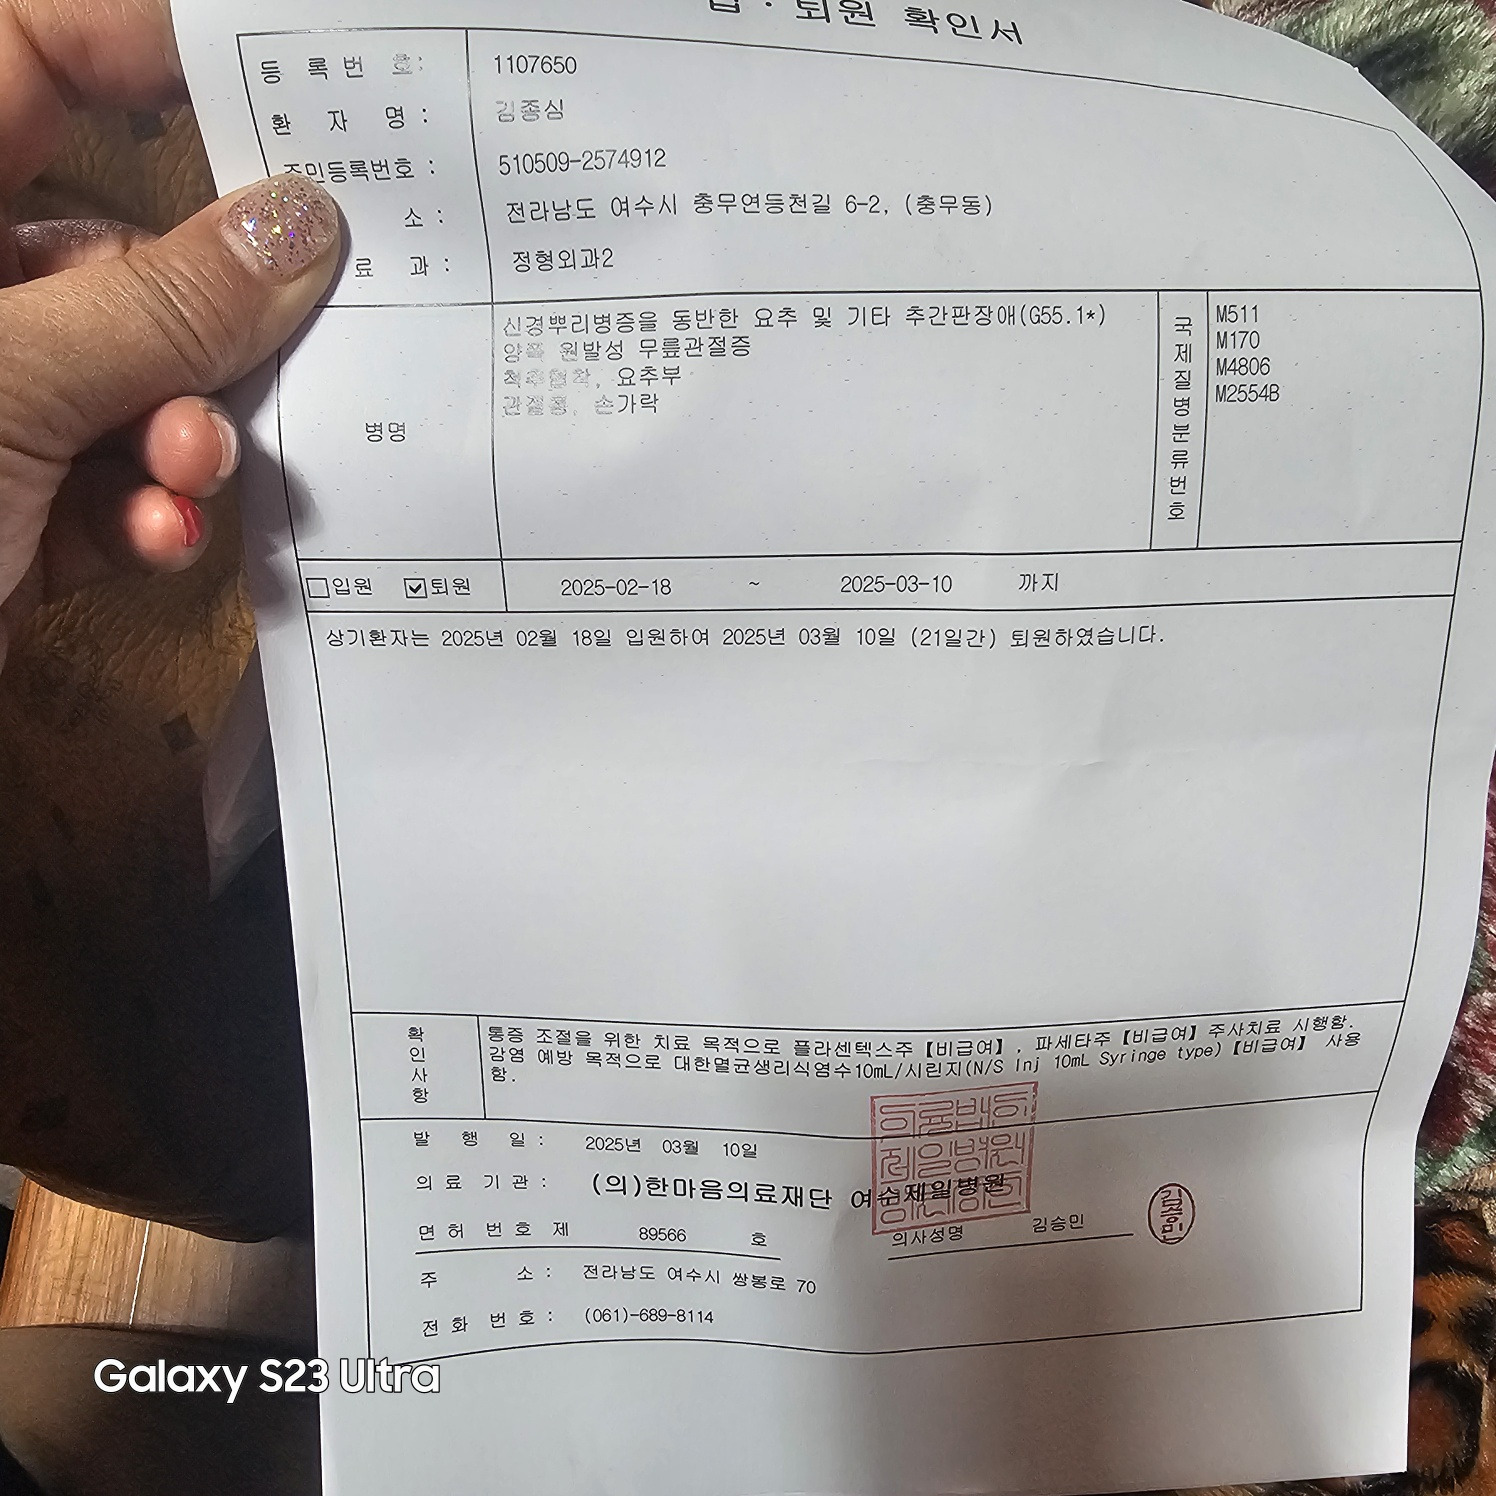 입·퇴원 확인서
등 록 번 호: 1107650
환 자 명 : 김종심
주민등록번호 : 510509-2574912
소 : 전라남도 여수시 충무연등천길 6-2, (충무동)
료 과 : 정형외과2
병명
신경뿌리병증을 동반한 요추 및 기타 추간판장애(G55.1*)
양쪽 원발성 무릎관절증
척추협착, 요추부
관절통, 손가락
국제질병분류번호
M511
M170
M4806
M2554B
입원 퇴원 2025-02-18 ~ 2025-03-10 까지
상기환자는 2025년 02월 18일 입원하여 2025년 03월 10일 (21일간) 퇴원하였습니다.
확인사항
통증 조절을 위한 치료 목적으로 플라센텍스주【비급여】, 파세타주【비급여】주사치료 시행함.
감염 예방 목적으로 대한멸균생리식염수10mL/시린지(N/S Inj 10mL Syringe type)【비급여】 사용
함.
발 행 일 : 2025년 03월 10일
의 료 기 관 : (의)한마음의료재단 여수제일병원
면 허 번 호 제 89566 호 의사성명 김승민 김승민
주 소 : 전라남도 여수시 쌍봉로 70
전 화 번 호 : (061)-689-8114
Galaxy S23 Ultra